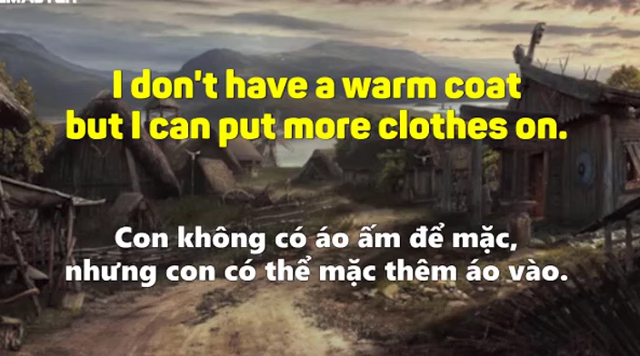 I don't have a warm coat
but I can put more clothes on.
Con không có áo ấm để mặc,
nhưng con có thể mặc thêm áo vào.